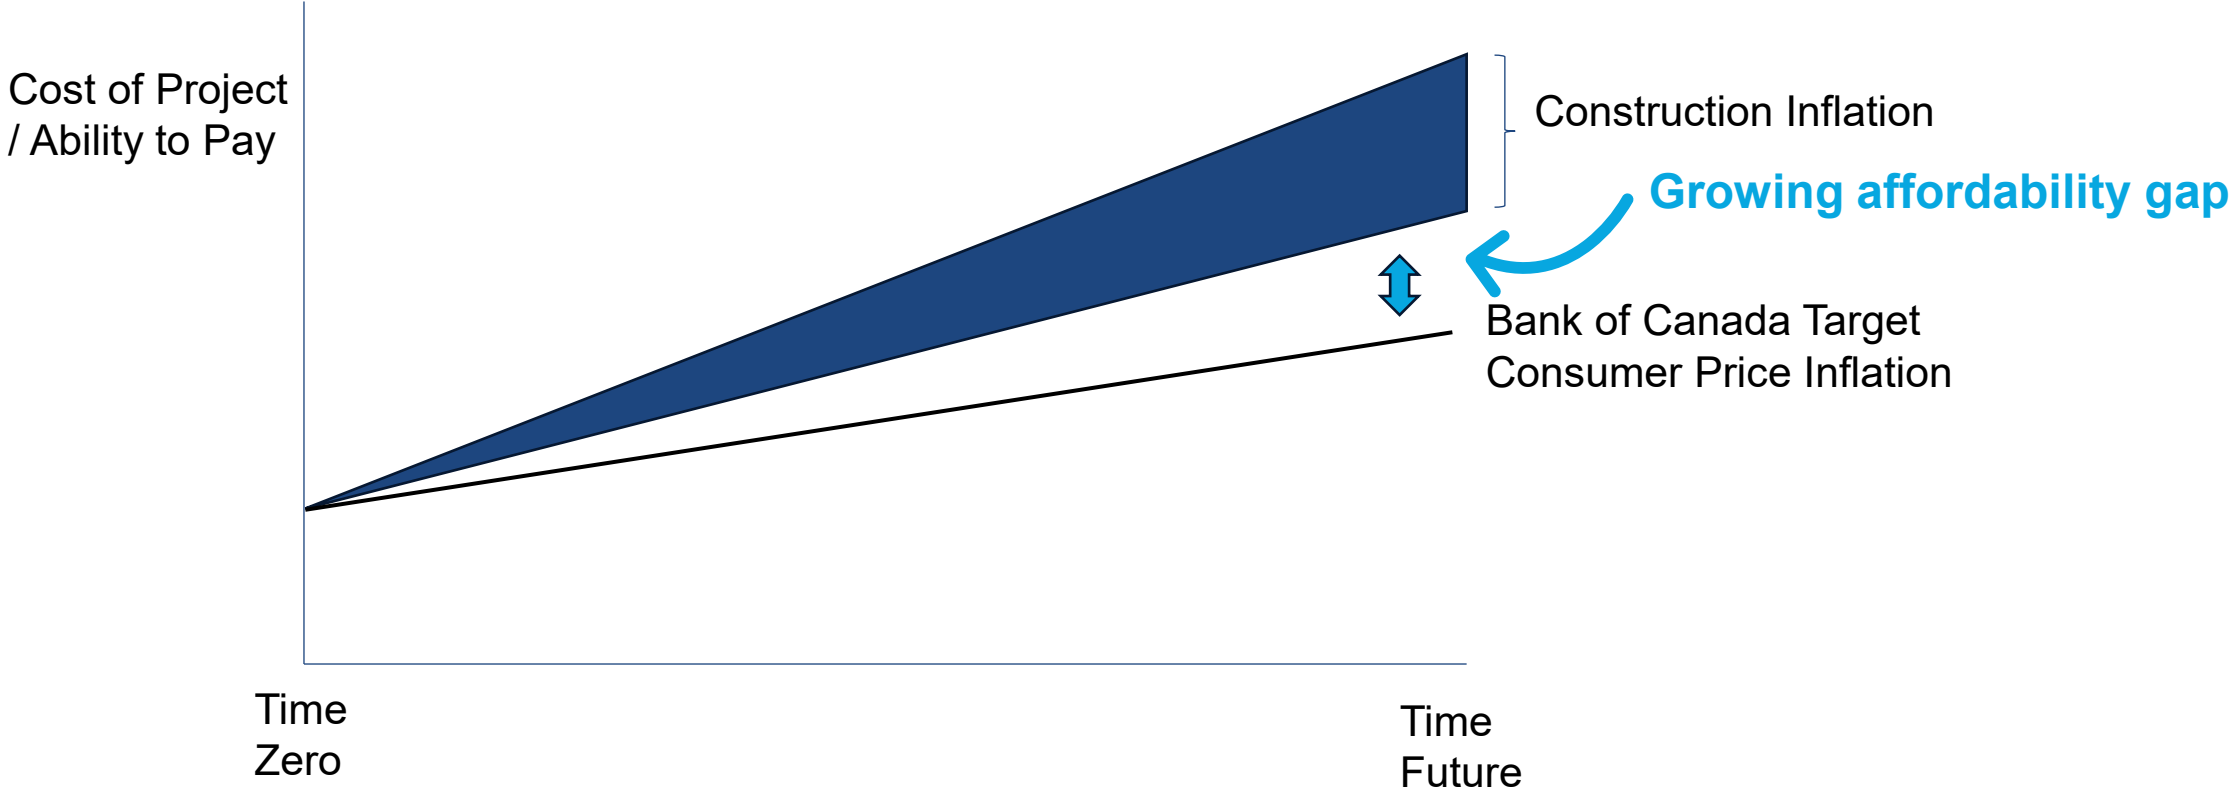 Cost of Project
/ Ability to Pay
Construction Inflation
Growing affordability gap
Bank of Canada Target
Consumer Price Inflation
Time
Zero
Time
Future